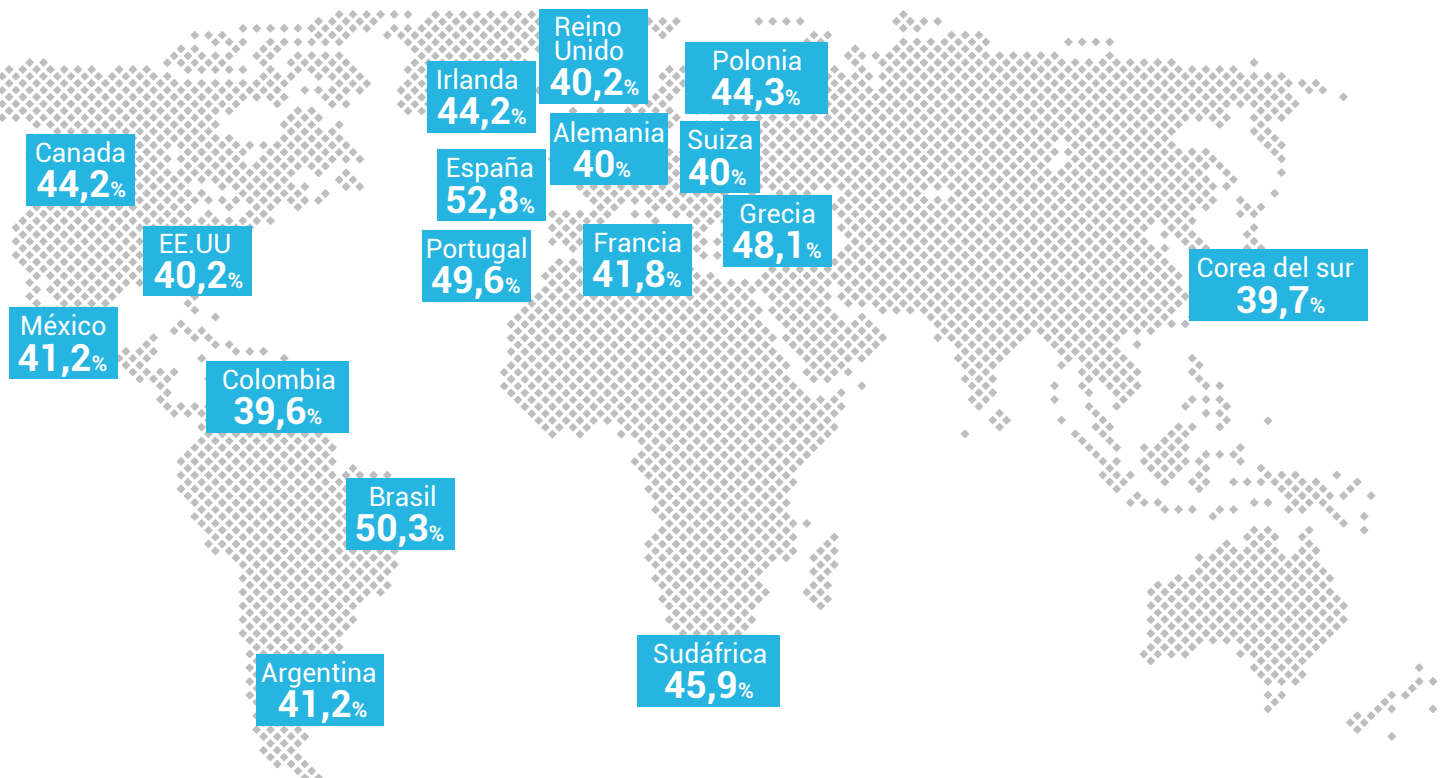 Reino
Unido
40,2%
Polonia
44,3%
Irlanda
44,2%
Alemania
40%
Suiza
40%
Canada
44,2%
España
52,8%
Grecia
48,1%
EE.UU
40,2%
Portugal
49,6%
Francia
41,8%
Corea del sur
39,7%
México
41,2%
Colombia
39,6%
Brasil
50,3%
Sudáfrica
45,9%
Argentina
41,2%